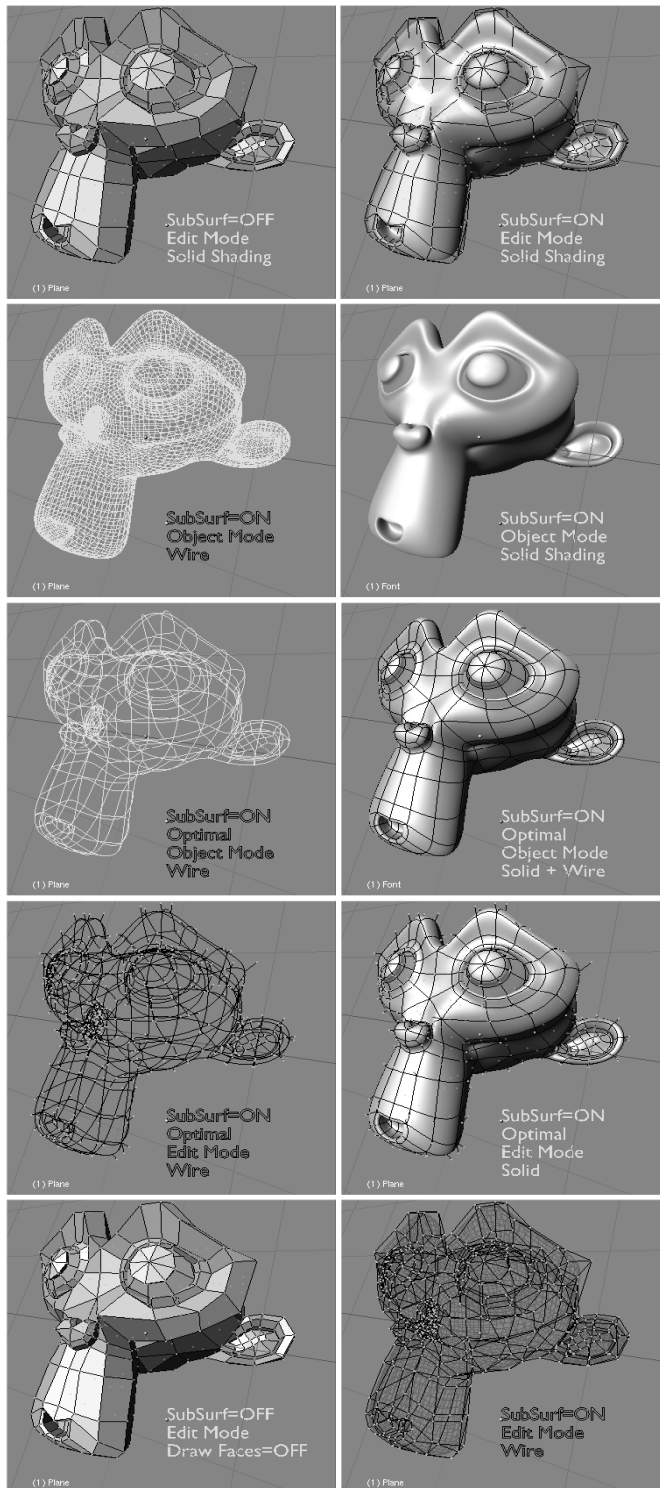 SubSurf=OFF
Edit Mode
Solid Shading
(1) Plane
SubSurf=ON
Edit Mode
Solid Shading
(1) Plane
SubSurf=ON
Object Mode
Wire
(1) Plane
SubSurf=ON
Object Mode
Solid Shading
(1) Font
SubSurf=ON
Optimal
Object Mode
Wire
(1) Plane
SubSurf=ON
Optimal
Object Mode
Solid + Wire
(1) Font
SubSurf=ON
Optimal
Edit Mode
Wire
(1) Plane
SubSurf=ON
Optimal
Edit Mode
Solid
(1) Plane
SubSurf=OFF
Edit Mode
Draw Faces=OFF
(1) Plane
SubSurf=ON
Edit Mode
Wire
(1) Plane